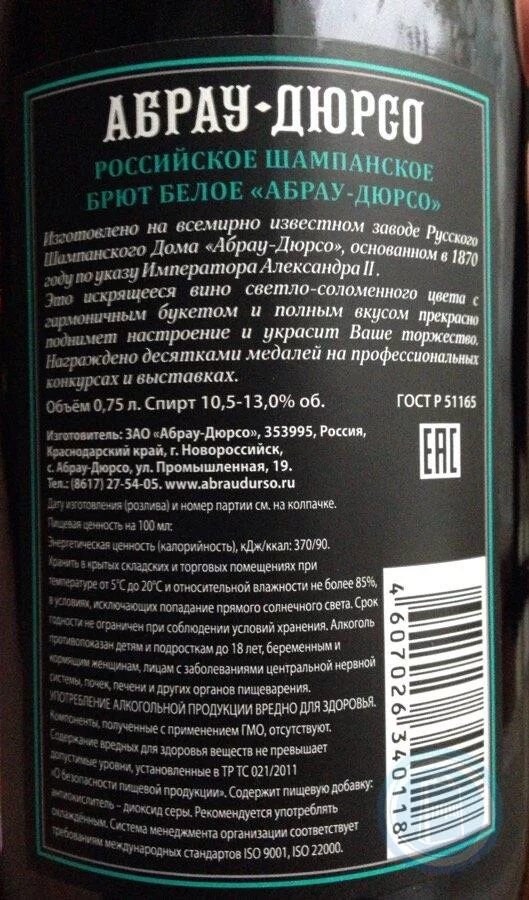 АБРАУ-ДЮРСО
РОССИЙСКОЕ ШАМПАНСКОЕ
БРЮТ БЕЛОЕ «АБРАУ-ДЮРСО»
Изготовлено на всемирно известном заводе Русского
Шампанского Дома «Абрау-Дюрсо», основанном в 1870
году по указу Императора Александра II .
Это искрящееся вино светло-соломенного цвета с
гармоничным букетом и полным вкусом прекрасно
поднимет настроение и украсит Ваше торжество.
Награждено десятками медалей на профессиональных
конкурсах и выставках.
Объём 0,75 л. Спирт 10,5-13,0% об. ГОСТ Р 51165
Изготовитель: ЗАО «Абрау-Дюрсо», 353995, Россия,
Краснодарский край, г. Новороссийск,
с. Абрау-Дюрсо, ул. Промышленная, 19.
Тел.: (8617) 27-54-05. www.abraudurso.ru
EAC
Дату изготовления (розлива) и номер партии см. на колпачке.
Пищевая ценность на 100 мл:
Энергетическая ценность (калорийность), кДж/ккал: 370/90.
Хранить в крытых складских и торговых помещениях при
температуре от 5°С до 20°С и относительной влажности не более 85%,
в условиях, исключающих попадание прямого солнечного света. Срок
годности не ограничен при соблюдении условий хранения. Алкоголь
противопоказан детям и подросткам до 18 лет, беременным и
кормящим женщинам, лицам с заболеваниями центральной нервной
системы, почек, печени и других органов пищеварения.
УПОТРЕБЛЕНИЕ АЛКОГОЛЬНОЙ ПРОДУКЦИИ ВРЕДНО ДЛЯ ЗДОРОВЬЯ.
Компоненты, полученные с применением ГМО, отсутствуют.
Содержание вредных для здоровья веществ не превышает
допустимые уровни, установленные в ТР ТС 021/2011
«О безопасности пищевой продукции». Содержит пищевую добавку:
антиокислитель – диоксид серы. Рекомендуется употреблять
охлаждённым. Система менеджмента организации соответствует
требованиям международных стандартов ISO 9001, ISO 22000.
4 607026 340118